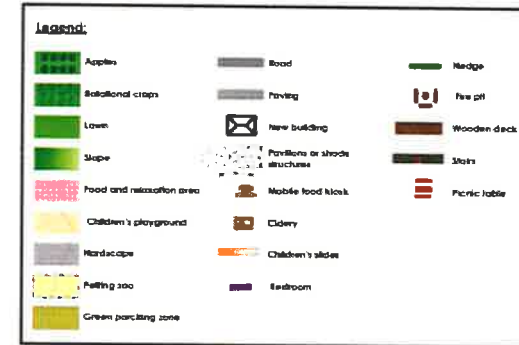 Legend:
Apples
Rotational crops
Lawn
Slope
Food and relaxation area
Children's playground
Hardscape
Petting zoo
Green parking zone
Road
Paving
New building
Pavilions or shade
structures
Mobile food kiosk
Cidery
Children's slides
Bedroom
Hedge
Fire pit
Wooden deck
Stairs
Picnic table